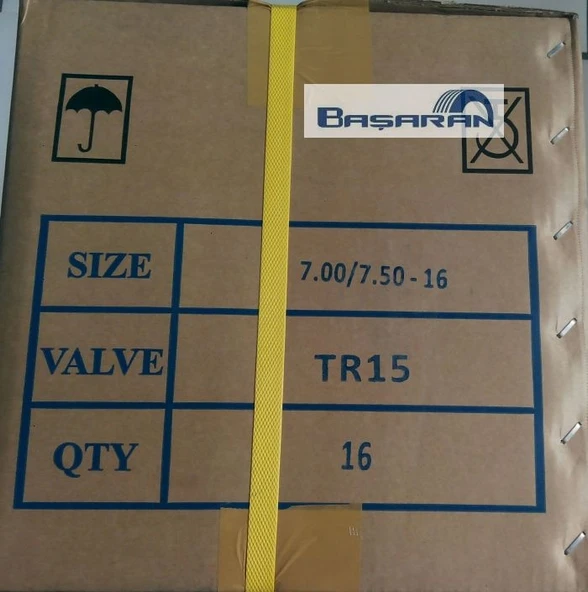 BAŞARAN
SIZE 7.00/7.50 - 16
VALVE TR15
QTY 16